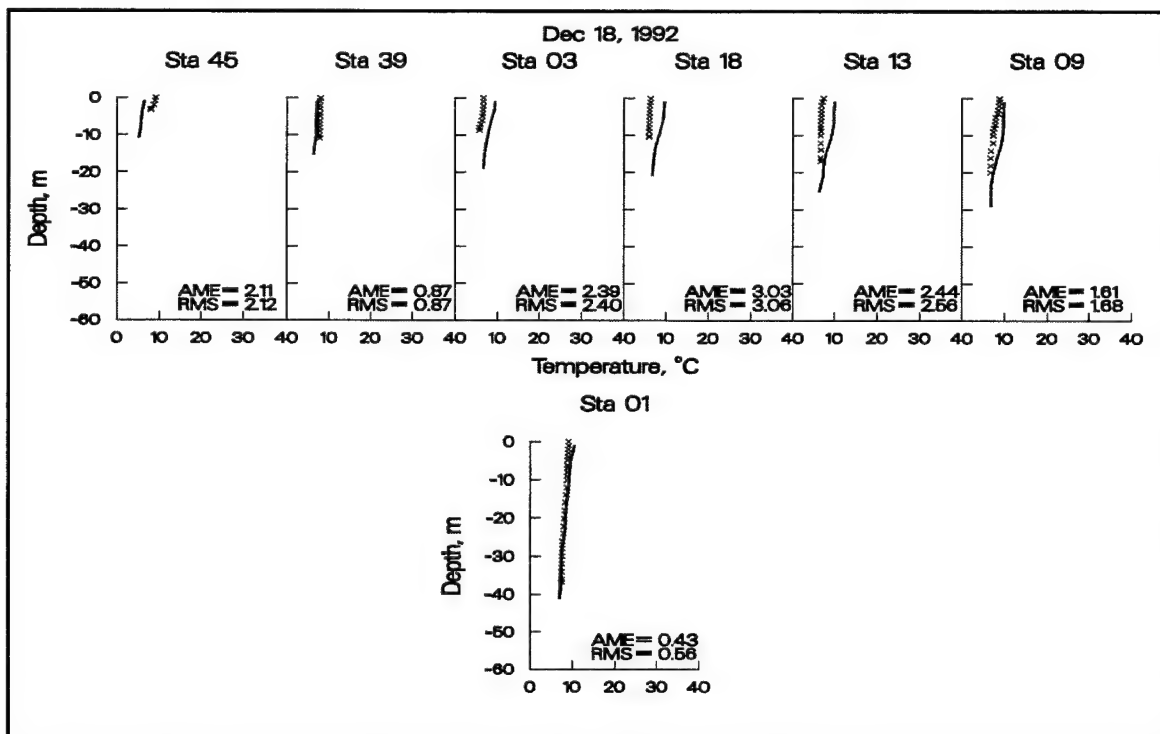 Dec 18, 1992
Sta 45 Sta 39 Sta 03 Sta 18 Sta 13 Sta 09
0
-10
-20
-30
-40
-50
-60
Depth, m
AME= 2.11 AME= 0.87 AME= 2.39 AME= 3.03 AME= 2.44 AME= 1.61
RMS= 2.12 RMS= 0.87 RMS= 2.40 RMS= 3.06 RMS= 2.56 RMS= 1.68
0 10 20 30 40 10 20 30 40 10 20 30 40 10 20 30 40 10 20 30 40 10 20 30 40
Temperature, °C
Sta 01
0
-10
-20
-30
-40
-50
-60
Depth, m
AME= 0.43
RMS= 0.56
0 10 20 30 40